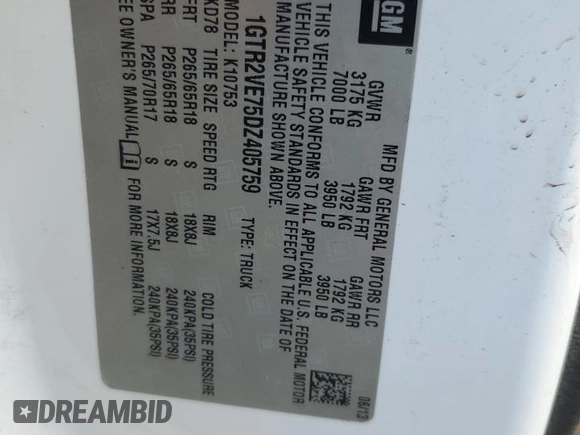 GM
®
MFD BY GENERAL MOTORS LLC
08/13
GVWR GAWR FRT GAWR RR
3175 KG 1792 KG 1792 KG
7000 LB 3950 LB 3950 LB
THIS VEHICLE CONFORMS TO ALL APPLICABLE U.S. FEDERAL MOTOR
VEHICLE SAFETY STANDARDS IN EFFECT ON THE DATE OF
MANUFACTURE SHOWN ABOVE.
1GTR2VE75DZ405759 TYPE: TRUCK
K10753
KD78 TIRE SIZE SPEED RTG RIM COLD TIRE PRESSURE
FRT P265/65R18 S 18X8J 240KPA(35PSI)
RR P265/65R18 S 18X8J 240KPA(35PSI)
SPA P265/70R17 S 17X7.5J 240KPA(35PSI)
SEE OWNER'S MANUAL FOR MORE INFORMATION.
DREAMBID